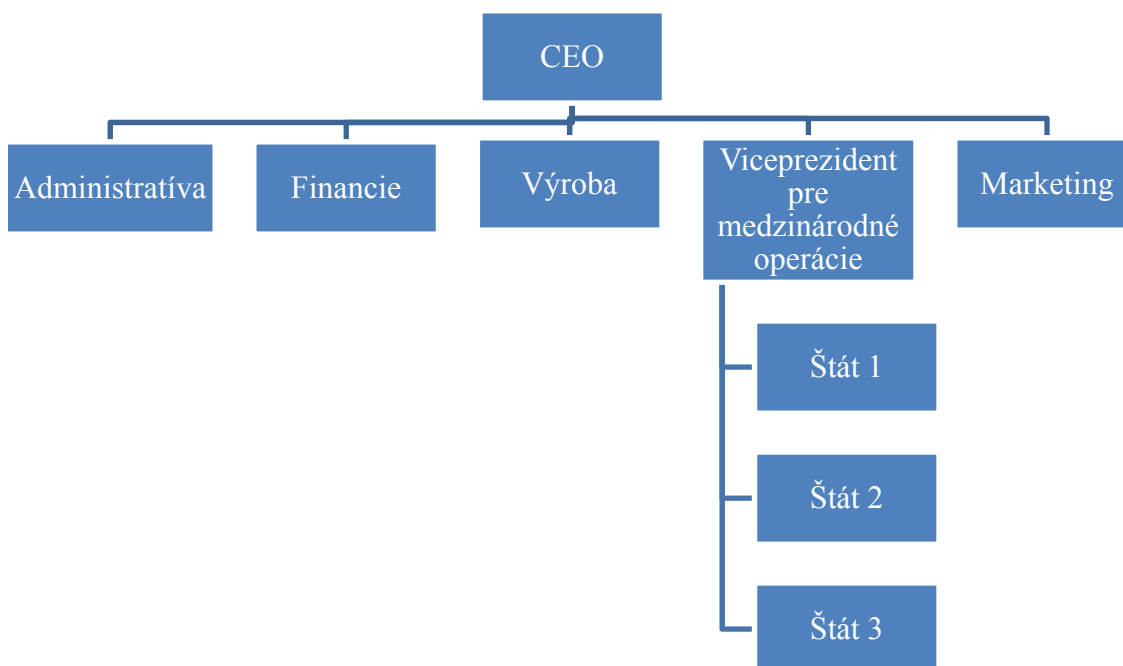 CEO
Administratíva
Financie
Výroba
Viceprezident
pre
medzinárodné
operácie
Marketing
Štát 1
Štát 2
Štát 3